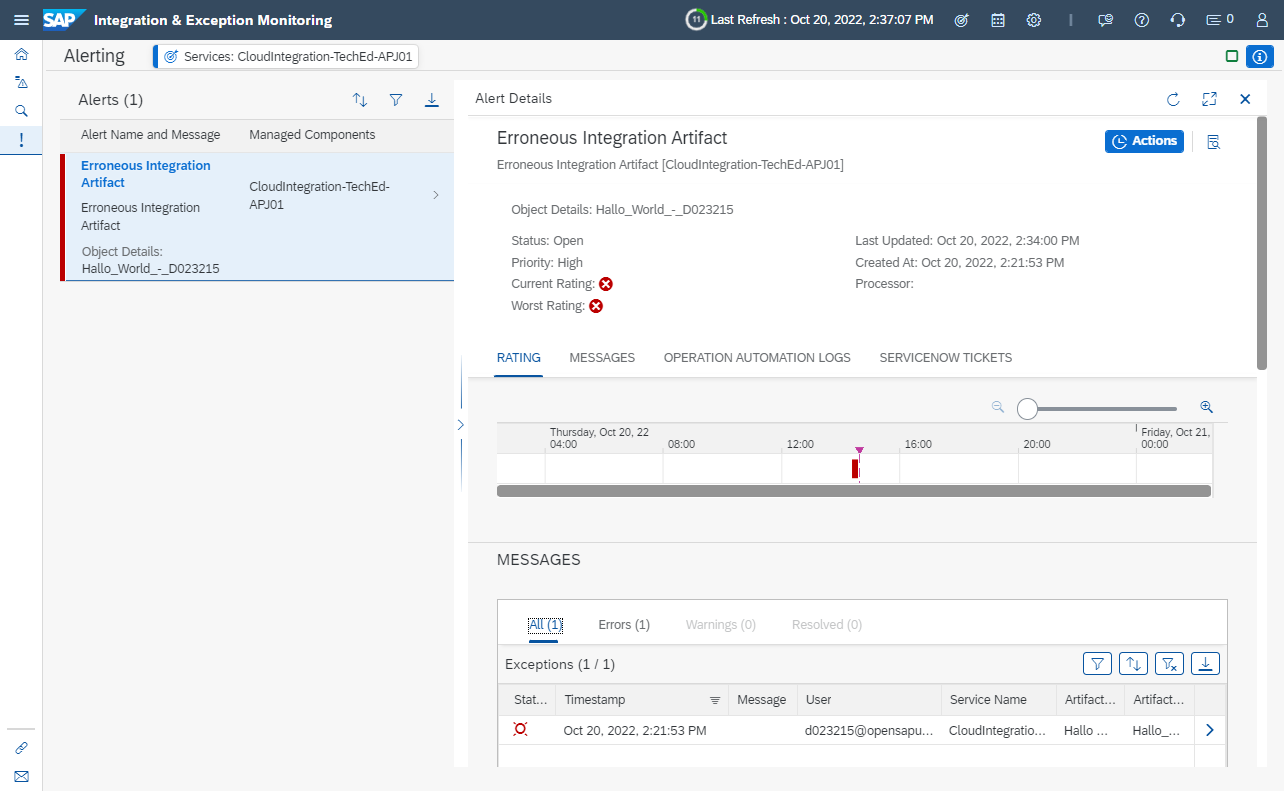 SAP
Integration & Exception Monitoring
11
Last Refresh : Oct 20, 2022, 2:37:07 PM
0
Alerting
Services: CloudIntegration-TechEd-APJ01
Alerts (1)
Alert Name and Message
Managed Components
Erroneous Integration
Artifact
Erroneous Integration
Artifact
Object Details:
Hallo_World_-_D023215
CloudIntegration-TechEd-
APJ01
Alert Details
Erroneous Integration Artifact
Actions
Erroneous Integration Artifact [CloudIntegration-TechEd-APJ01]
Object Details: Hallo_World_-_D023215
Status: Open
Priority: High
Current Rating:
Worst Rating:
Last Updated: Oct 20, 2022, 2:34:00 PM
Created At: Oct 20, 2022, 2:21:53 PM
Processor:
RATING
MESSAGES
OPERATION AUTOMATION LOGS
SERVICENOW TICKETS
Thursday, Oct 20, 22
Friday, Oct 21,
04:00
08:00
12:00
16:00
20:00
00:00
MESSAGES
All (1)
Errors (1)
Warnings (0)
Resolved (0)
Exceptions (1 / 1)
Stat...
Timestamp
Message
User
Service Name
Artifact...
Artifact...
Oct 20, 2022, 2:21:53 PM
d023215@opensapu...
CloudIntegratio...
Hallo ...
Hallo_...